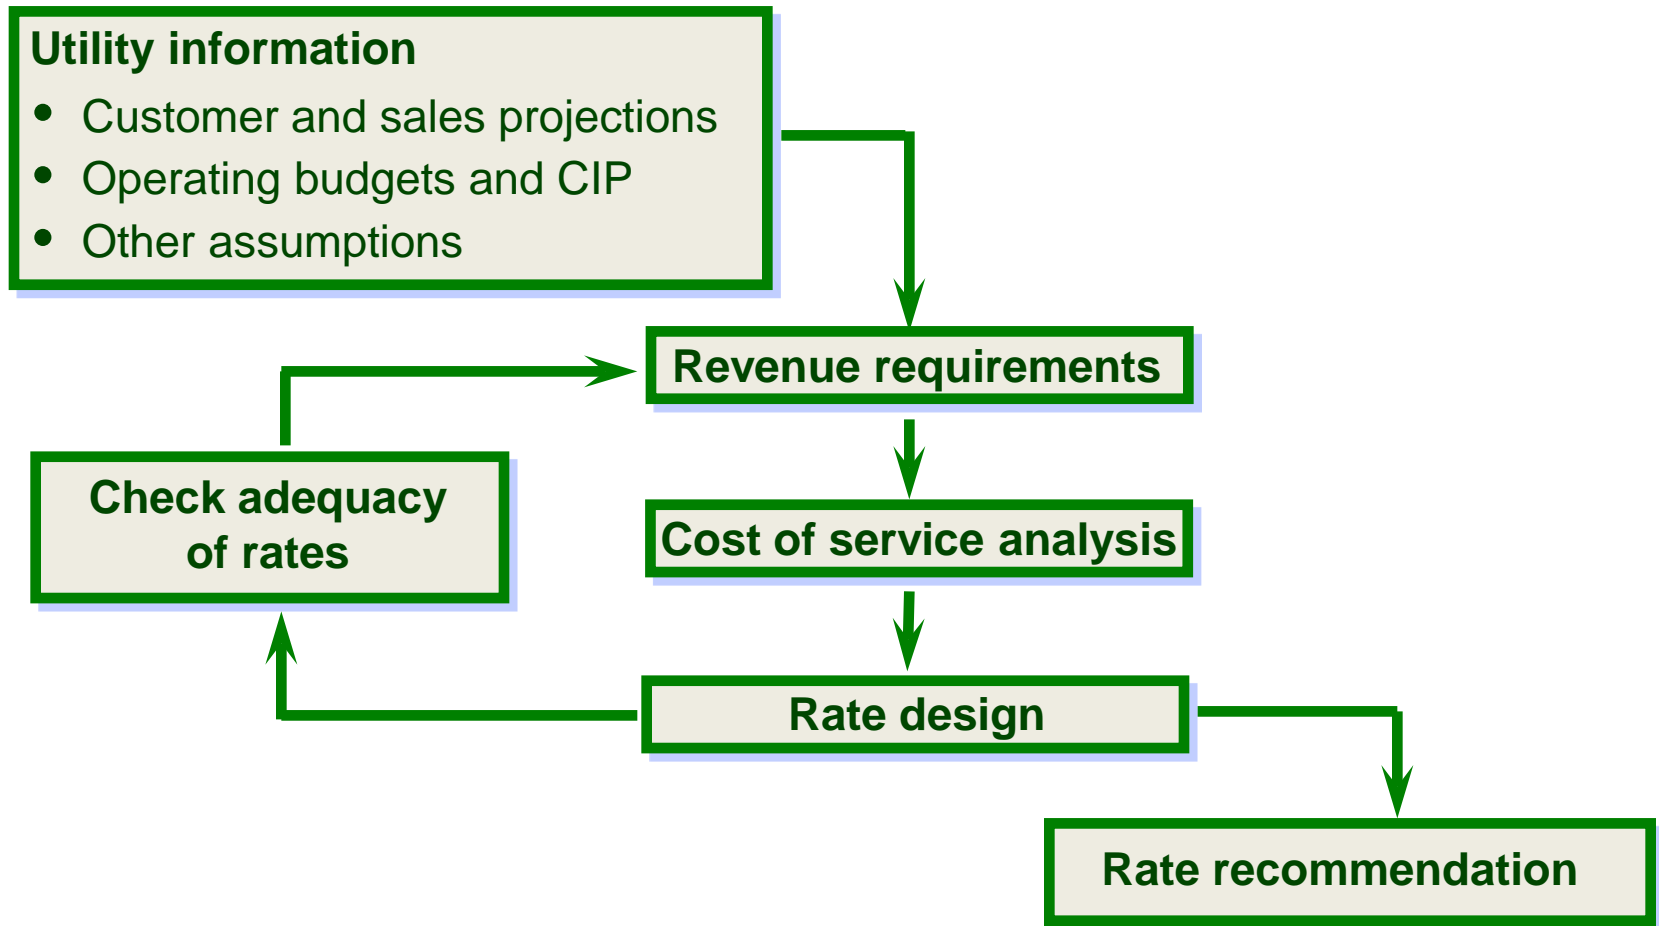 Utility information
• Customer and sales projections
• Operating budgets and CIP
• Other assumptions
Revenue requirements
Check adequacy
of rates
Cost of service analysis
Rate design
Rate recommendation